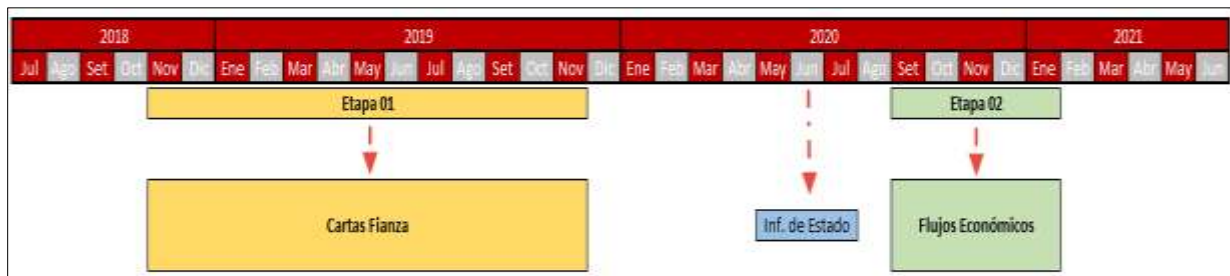 2018 2019 2020 2021
Jul Ago Set Oct Nov Dic Ene Feb Mar Abr May Jun Jul Ago Set Oct Nov Dic Ene Feb Mar Abr May Jun Jul Ago Set Oct Nov Dic Ene Feb Mar Abr May Jun
Etapa 01 Etapa 02
Cartas Fianza Inf. de Estado Flujos Económicos